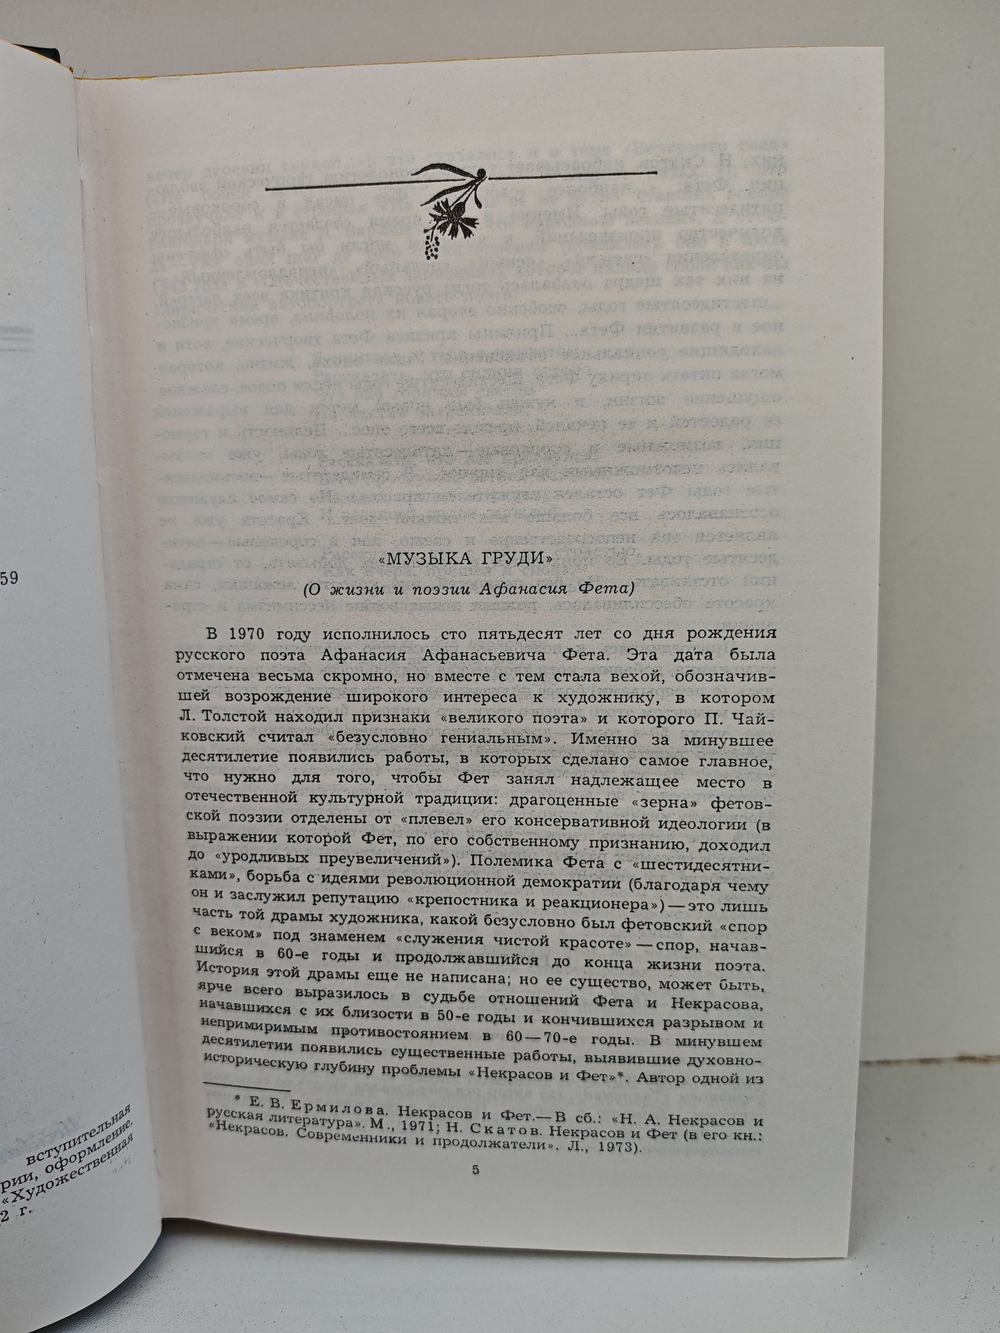 59
вступительная
рии, оформление.
«Художественная
2 г.
«МУЗЫКА ГРУДИ»
(О жизни и поэзии Афанасия Фета)
В 1970 году исполнилось сто пятьдесят лет со дня рождения
русского поэта Афанасия Афанасьевича Фета. Эта дата была
отмечена весьма скромно, но вместе с тем стала вехой, обозначив-
шей возрождение широкого интереса к художнику, в котором
Л. Толстой находил признаки «великого поэта» и которого П. Чай-
ковский считал «безусловно гениальным». Именно за минувшее
десятилетие появились работы, в которых сделано самое главное,
что нужно для того, чтобы Фет занял надлежащее место в
отечественной культурной традиции: драгоценные «зерна» фетов-
ской поэзии отделены от «плевел» его консервативной идеологии (в
выражении которой Фет, по его собственному признанию, доходил
до «уродливых преувеличений»). Полемика Фета с «шестидесятни-
ками», борьба с идеями революционной демократии (благодаря чему
он и заслужил репутацию «крепостника и реакционера») — это лишь
часть той драмы художника, какой безусловно был фетовский «спор
с веком» под знаменем «служения чистой красоте» — спор, начав-
шийся в 60-е годы и продолжавшийся до конца жизни поэта.
История этой драмы еще не написана; но ее существо, может быть,
ярче всего выразилось в судьбе отношений Фета и Некрасова,
начавшихся с их близости в 50-е годы и кончившихся разрывом и
непримиримым противостоянием в 60—70-е годы. В минувшем
десятилетии появились существенные работы, выявившие духовно-
историческую глубину проблемы «Некрасов и Фет»*. Автор одной из
* Е. В. Ермилова. Некрасов и Фет.— В сб.: «Н. А. Некрасов и
русская литература». М., 1971; Н. Скатов. Некрасов и Фет (в его кн.:
«Некрасов. Современники и продолжатели». Л., 1973).
5